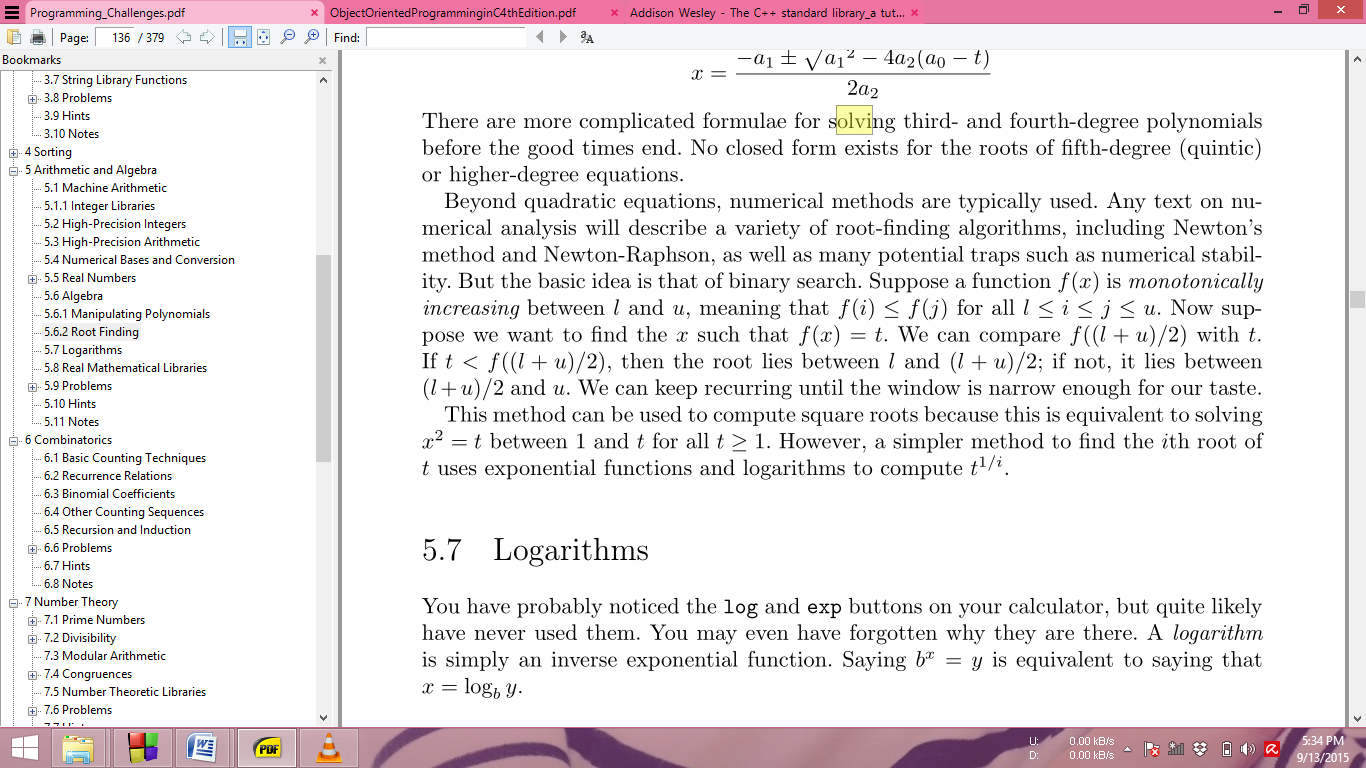 Programming_Challenges.pdf
ObjectOrientedProgramminginC4thEdition.pdf
Addison Wesley - The C++ standard library_a tut...
Page: 136 / 379 Find:
Bookmarks
3.7 String Library Functions
3.8 Problems
3.9 Hints
3.10 Notes
4 Sorting
5 Arithmetic and Algebra
5.1 Machine Arithmetic
5.1.1 Integer Libraries
5.2 High-Precision Integers
5.3 High-Precision Arithmetic
5.4 Numerical Bases and Conversion
5.5 Real Numbers
5.6 Algebra
5.6.1 Manipulating Polynomials
5.6.2 Root Finding
5.7 Logarithms
5.8 Real Mathematical Libraries
5.9 Problems
5.10 Hints
5.11 Notes
6 Combinatorics
6.1 Basic Counting Techniques
6.2 Recurrence Relations
6.3 Binomial Coefficients
6.4 Other Counting Sequences
6.5 Recursion and Induction
6.6 Problems
6.7 Hints
6.8 Notes
7 Number Theory
7.1 Prime Numbers
7.2 Divisibility
7.3 Modular Arithmetic
7.4 Congruences
7.5 Number Theoretic Libraries
7.6 Problems
x = (−a₁ ± √(a₁² − 4a₂(a₀ − t))) / 2a₂
There are more complicated formulae for solving third- and fourth-degree polynomials
before the good times end. No closed form exists for the roots of fifth-degree (quintic)
or higher-degree equations.
Beyond quadratic equations, numerical methods are typically used. Any text on nu-
merical analysis will describe a variety of root-finding algorithms, including Newton's
method and Newton-Raphson, as well as many potential traps such as numerical stabil-
ity. But the basic idea is that of binary search. Suppose a function f(x) is monotonically
increasing between l and u, meaning that f(i) ≤ f(j) for all l ≤ i ≤ j ≤ u. Now sup-
pose we want to find the x such that f(x) = t. We can compare f((l + u)/2) with t.
If t < f((l + u)/2), then the root lies between l and (l + u)/2; if not, it lies between
(l+u)/2 and u. We can keep recurring until the window is narrow enough for our taste.
This method can be used to compute square roots because this is equivalent to solving
x² = t between 1 and t for all t ≥ 1. However, a simpler method to find the ith root of
t uses exponential functions and logarithms to compute t^{1/i}.
5.7 Logarithms
You have probably noticed the log and exp buttons on your calculator, but quite likely
have never used them. You may even have forgotten why they are there. A logarithm
is simply an inverse exponential function. Saying bˣ = y is equivalent to saying that
x = log_b y.
PDF
U: 0.00 kB/s
D: 0.00 kB/s
5:34 PM
9/13/2015